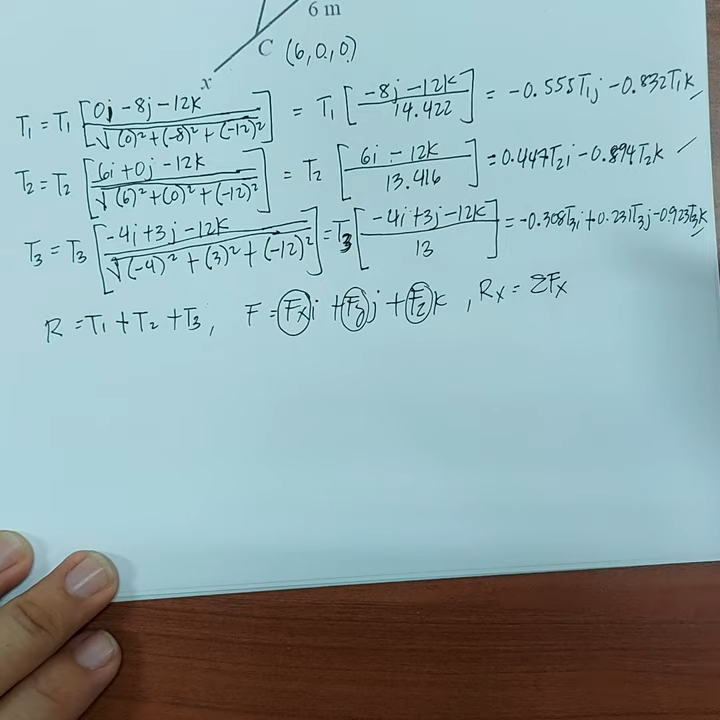 6 m
C (6,0,0)
x
T₁ = T₁ [0j - 8j - 12k / √(0)² + (-8)² + (-12)²] = T₁ [-8j - 12k / 14.422] = -0.555T₁j - 0.832T₁k
T₂ = T₂ [6i + 0j - 12k / √(6)² + (0)² + (-12)²] = T₂ [6i - 12k / 13.416] = 0.447T₂i - 0.894T₂k
T₃ = T₃ [-4i + 3j - 12k / √(-4)² + (3)² + (-12)²] = T₃ [-4i + 3j - 12k / 13] = -0.308T₃i + 0.231T₃j - 0.923T₃k
R = T₁ + T₂ + T₃, F = Fxi + Fyj + Fzk, Rx = ΣFx